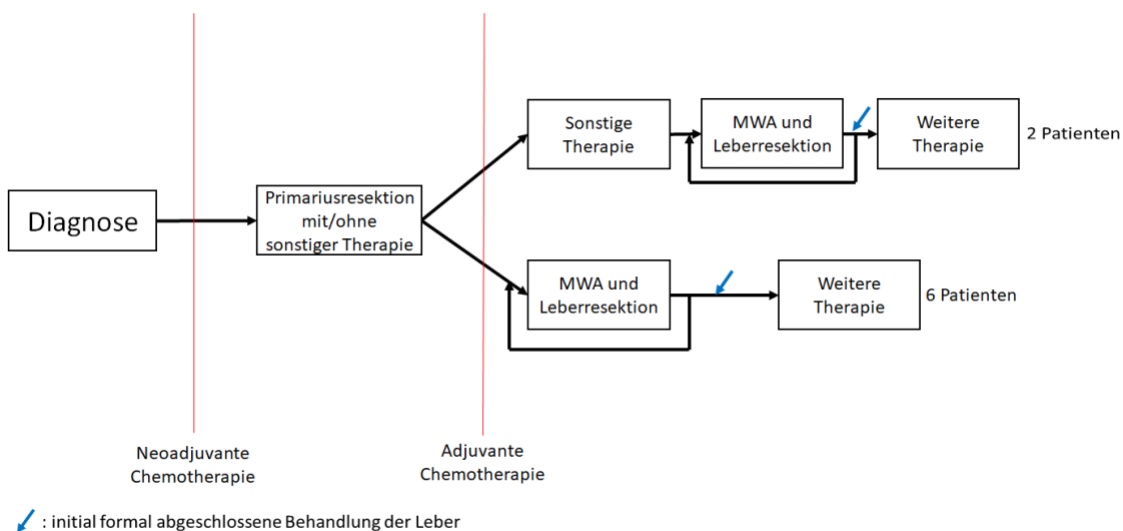 Diagnose
Primariusresektion
mit/ohne
sonstiger Therapie
Sonstige
Therapie
MWA und
Leberresektion
Weitere
Therapie
2 Patienten
MWA und
Leberresektion
Weitere
Therapie
6 Patienten
Neoadjuvante
Chemotherapie
Adjuvante
Chemotherapie
: initial formal abgeschlossene Behandlung der Leber